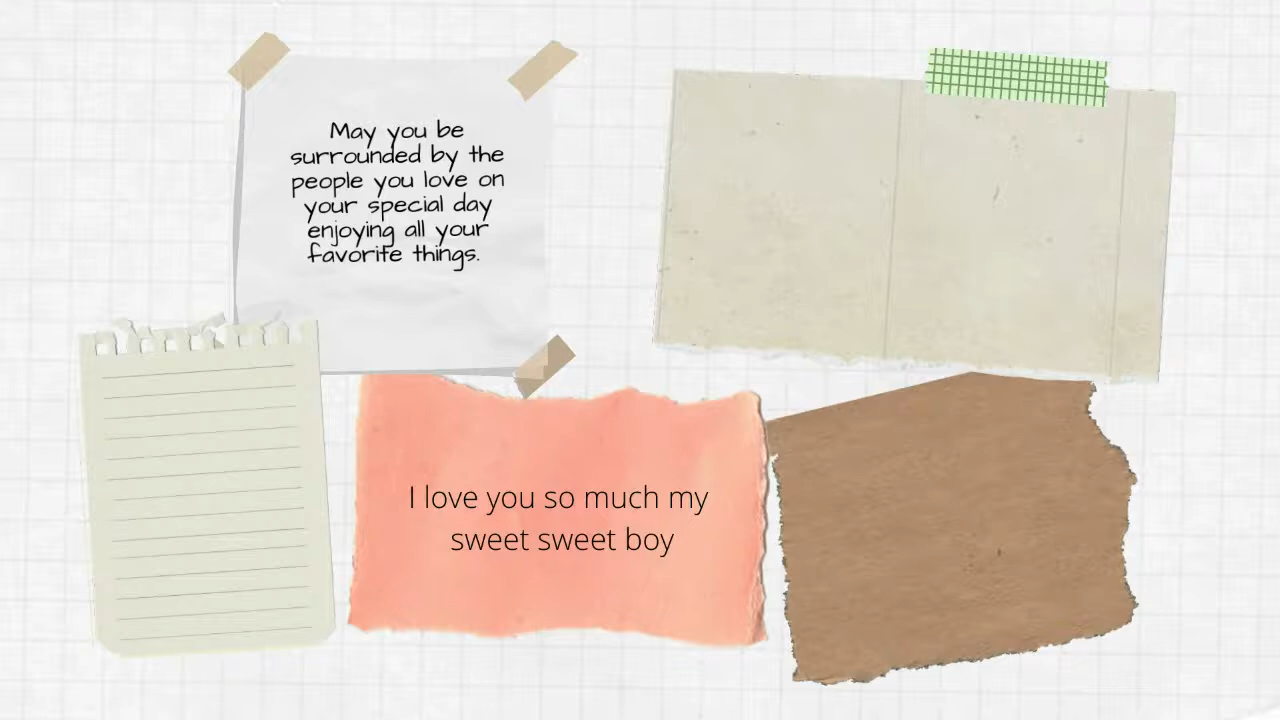 May you be
surrounded by the
people you love on
your special day
enjoying all your
favorite things.
I love you so much my
sweet sweet boy